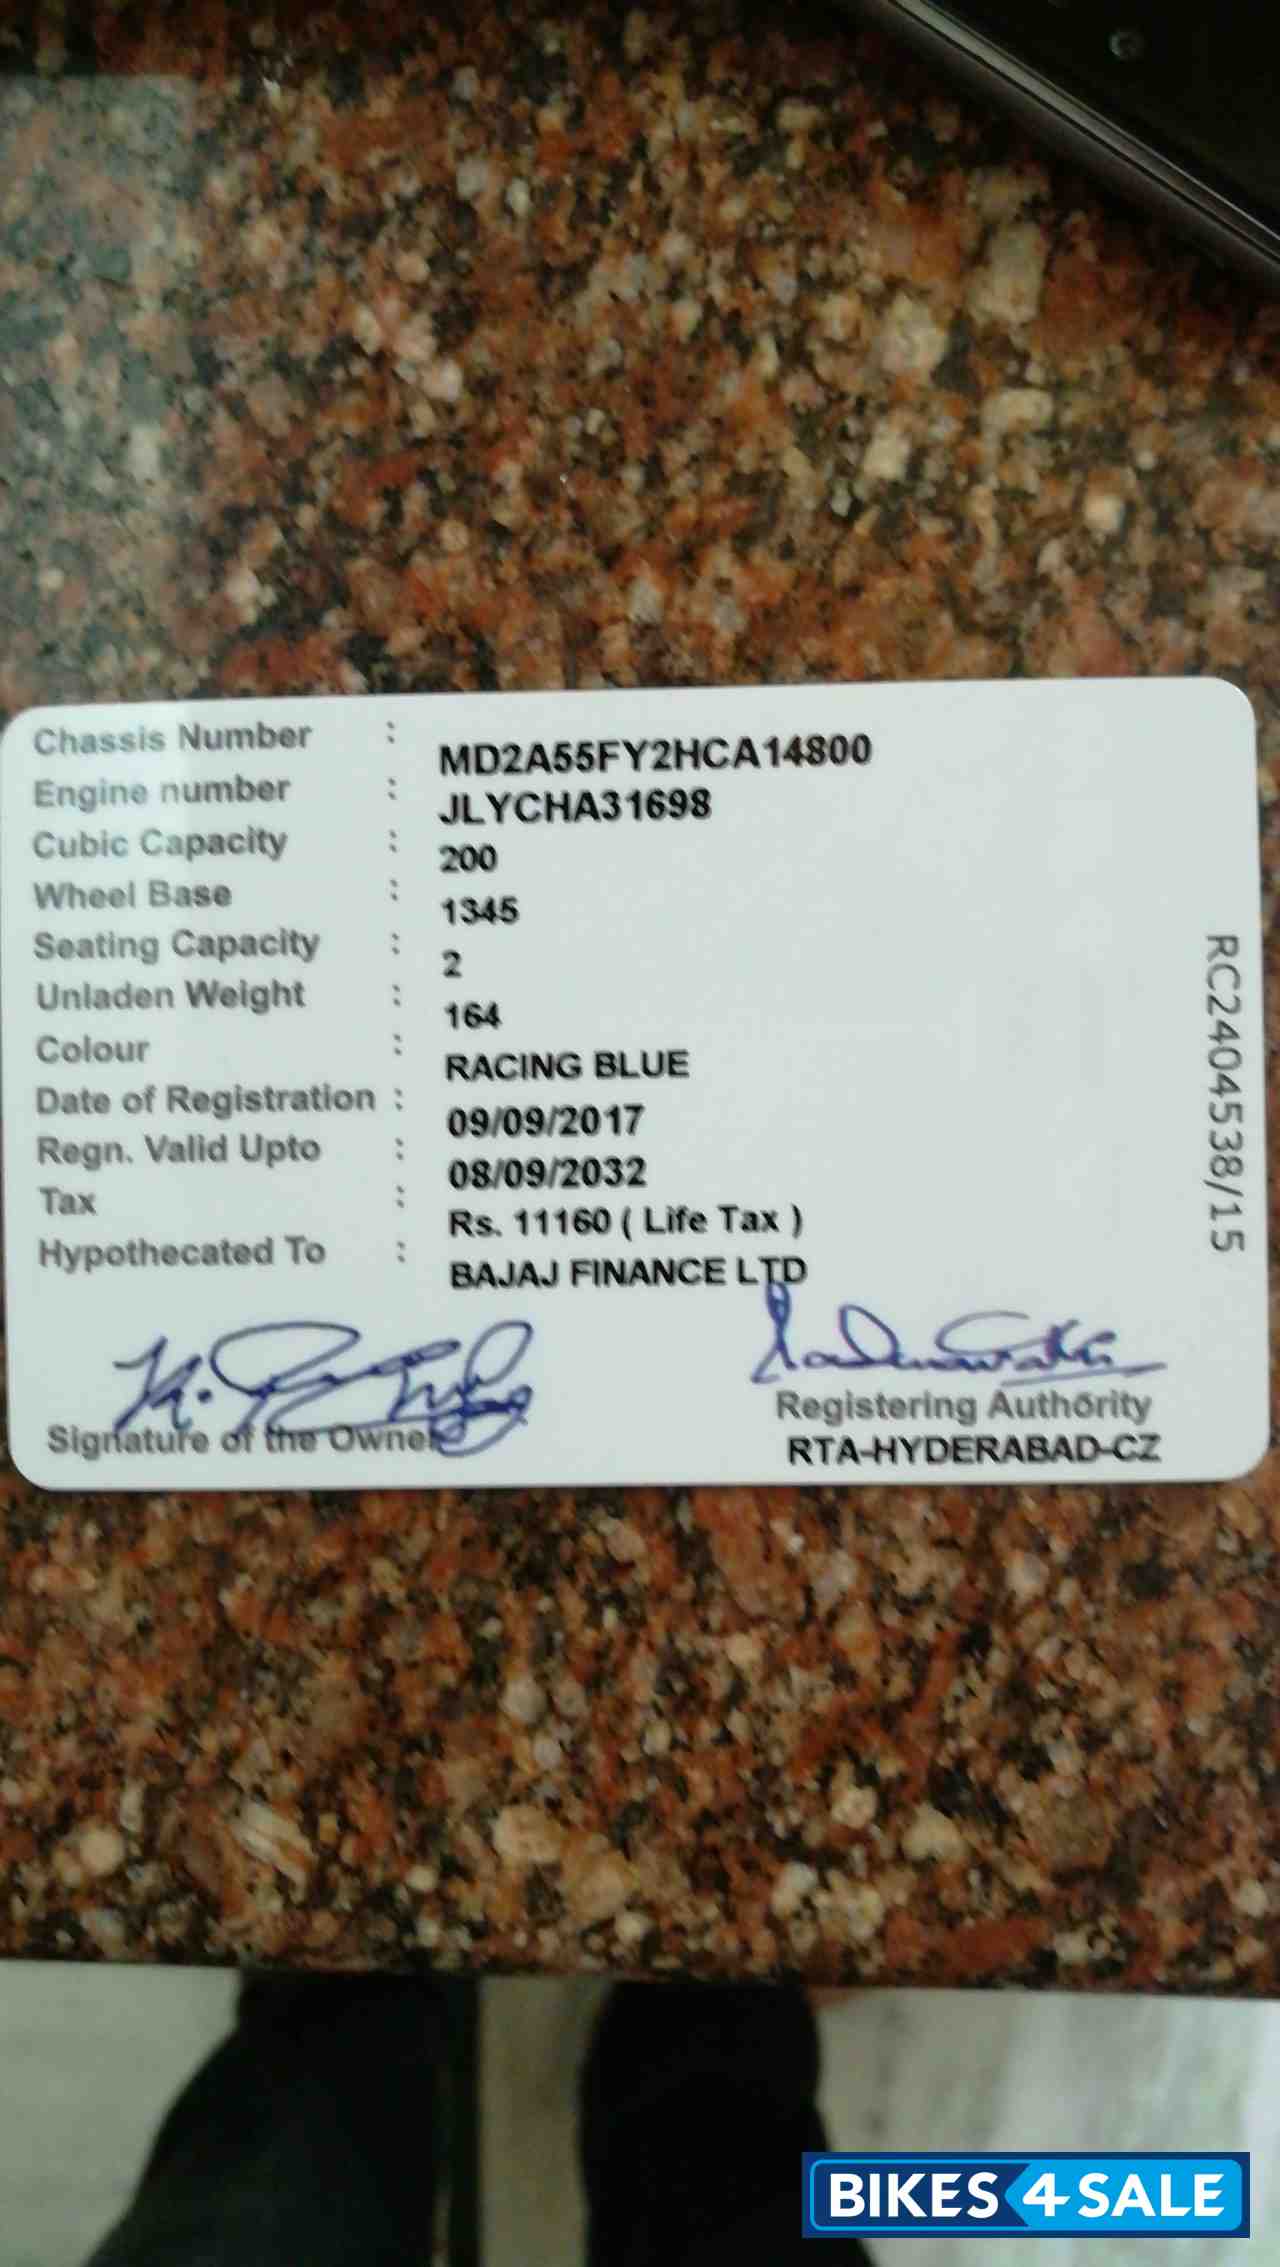 Chassis Number : MD2A55FY2HCA14800
Engine number : JLYCHA31698
Cubic Capacity : 200
Wheel Base : 1345
Seating Capacity : 2
Unladen Weight : 164
Colour : RACING BLUE
Date of Registration : 09/09/2017
Regn. Valid Upto : 08/09/2032
Tax : Rs. 11160 ( Life Tax )
Hypothecated To : BAJAJ FINANCE LTD
Signature of the Owner
Registering Authority
RTA-HYDERABAD-CZ
RC2404538/15
BIKES4SALE